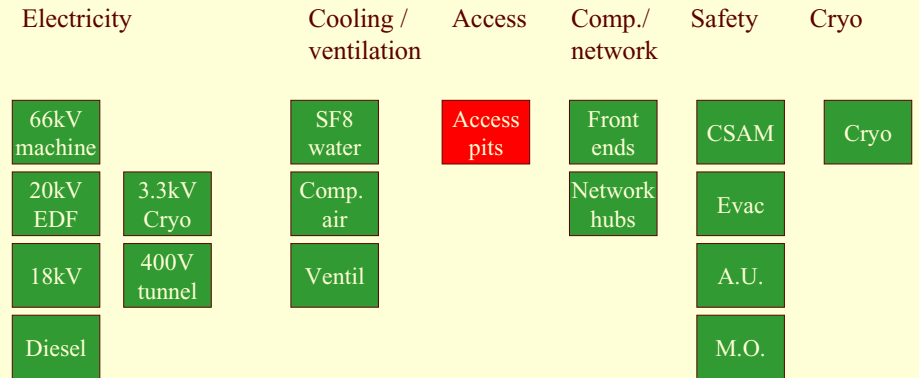 Electricity
Cooling /
ventilation
Access
Comp./
network
Safety
Cryo
66kV
machine
SF8
water
Access
pits
Front
ends
CSAM
Cryo
20kV
EDF
3.3kV
Cryo
Comp.
air
Network
hubs
Evac
18kV
400V
tunnel
Ventil
A.U.
Diesel
M.O.